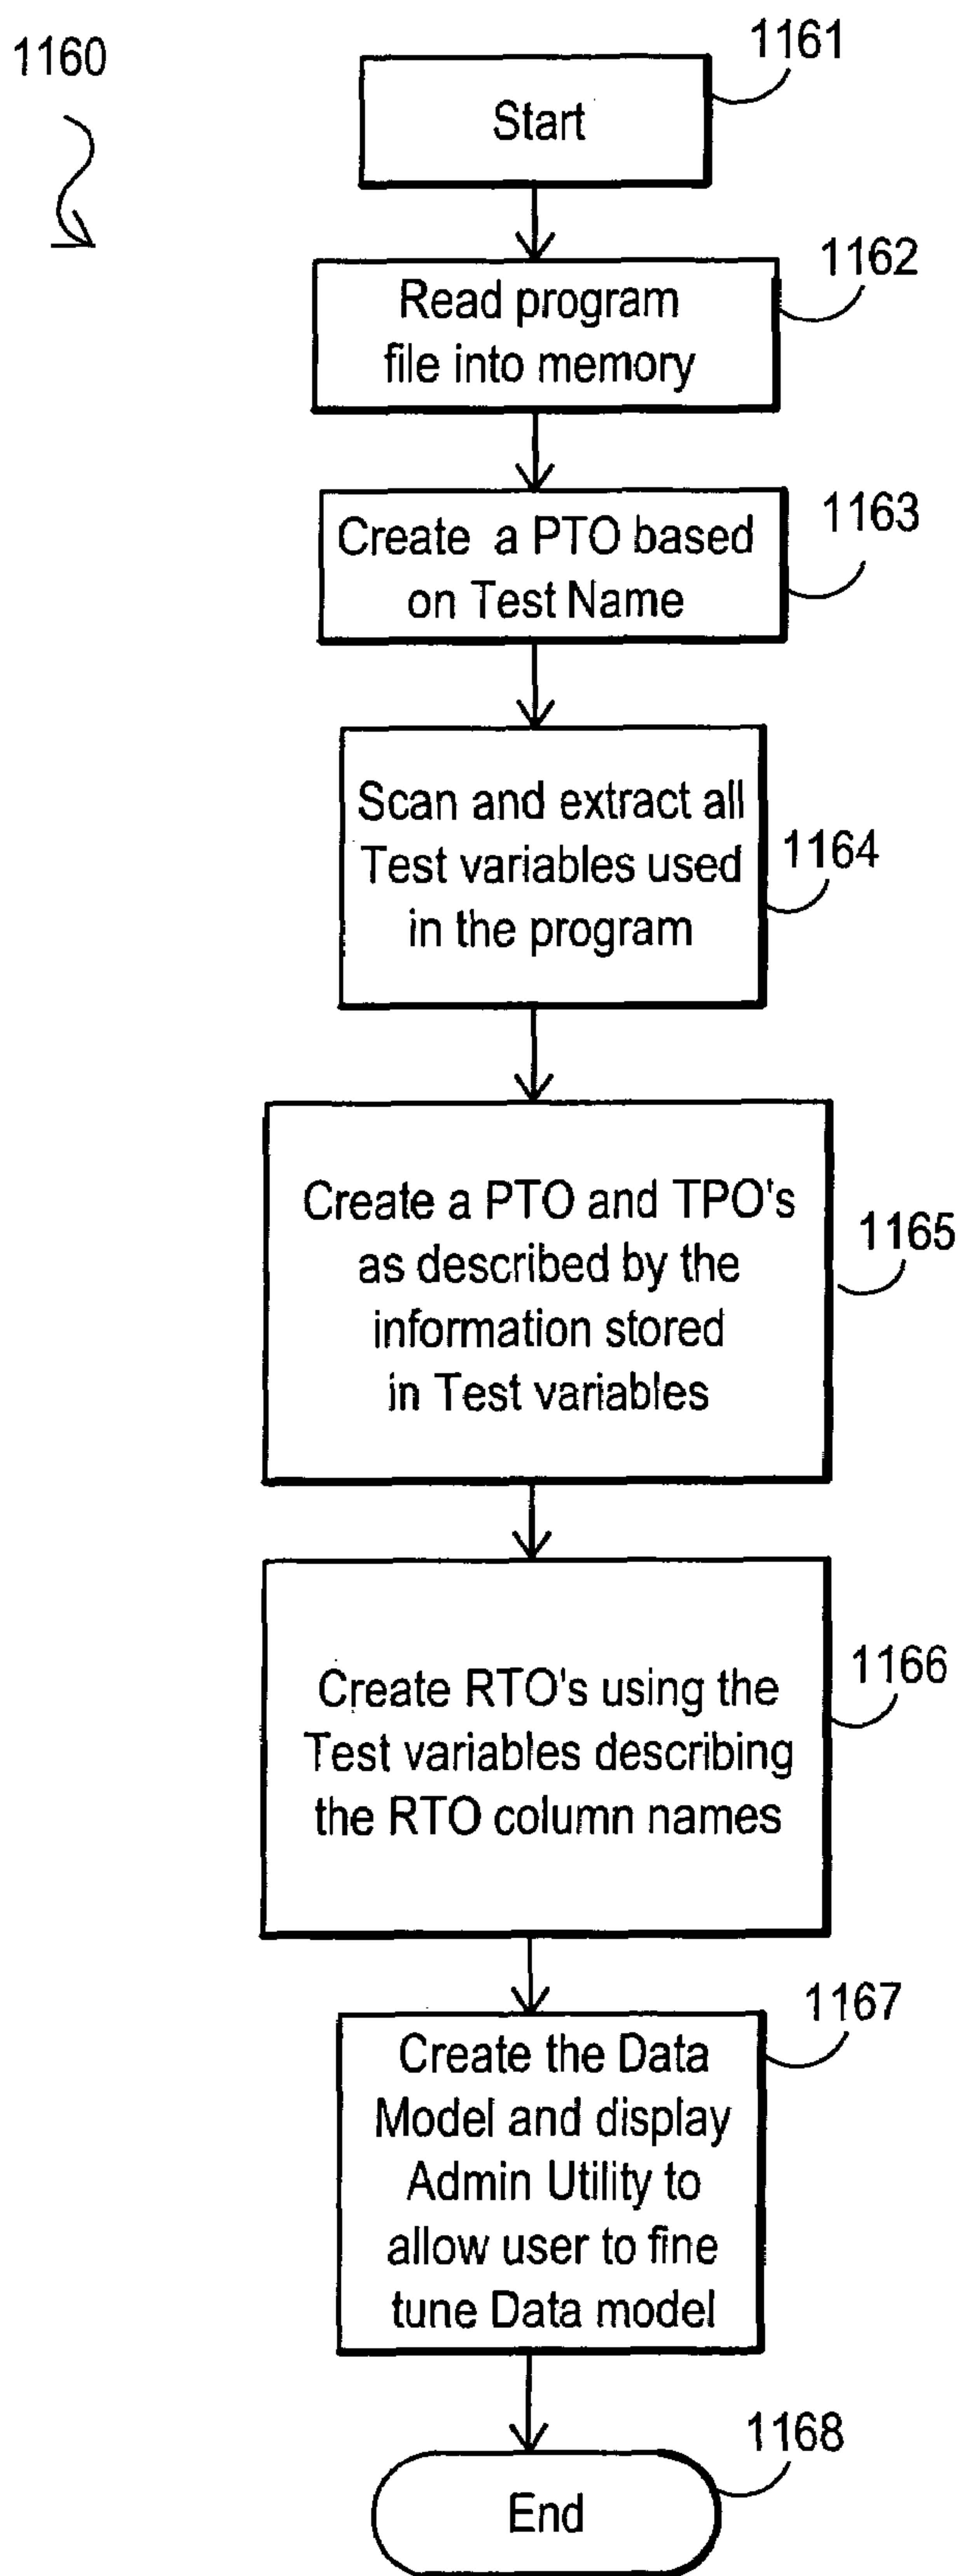 1160
1161
Start
1162
Read program
file into memory
1163
Create a PTO based
on Test Name
Scan and extract all
Test variables used
in the program
1164
Create a PTO and TPO's
as described by the
information stored
in Test variables
1165
Create RTO's using the
Test variables describing
the RTO column names
1166
1167
Create the Data
Model and display
Admin Utility to
allow user to fine
tune Data model
1168
End